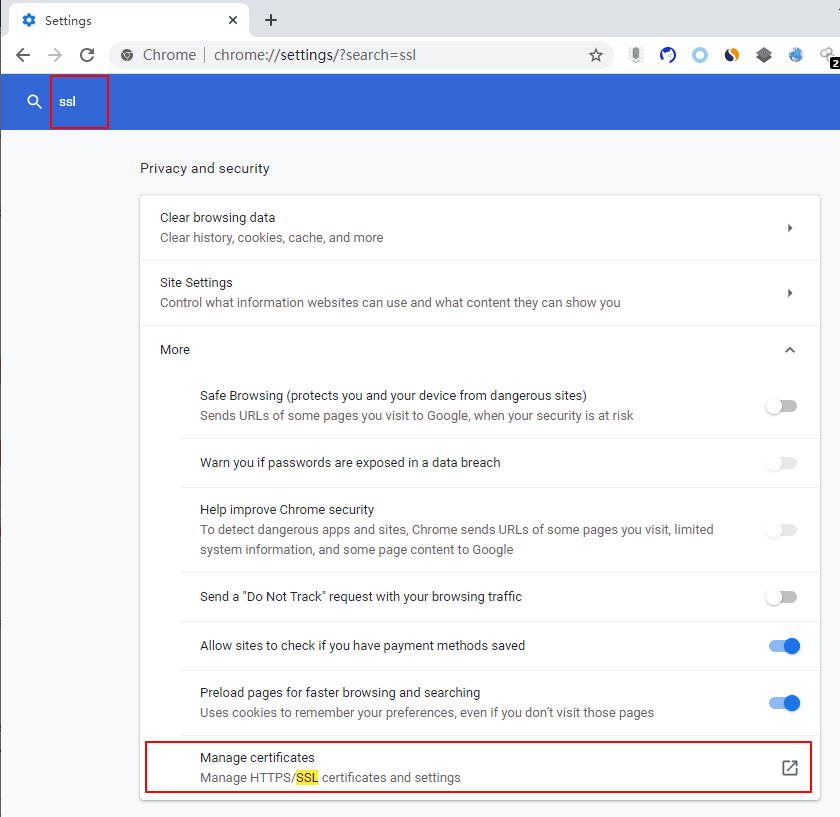 Settings
Chrome | chrome://settings/?search=ssl
2
ssl
Privacy and security
Clear browsing data
Clear history, cookies, cache, and more
Site Settings
Control what information websites can use and what content they can show you
More
Safe Browsing (protects you and your device from dangerous sites)
Sends URLs of some pages you visit to Google, when your security is at risk
Warn you if passwords are exposed in a data breach
Help improve Chrome security
To detect dangerous apps and sites, Chrome sends URLs of some pages you visit, limited
system information, and some page content to Google
Send a "Do Not Track" request with your browsing traffic
Allow sites to check if you have payment methods saved
Preload pages for faster browsing and searching
Uses cookies to remember your preferences, even if you don’t visit those pages
Manage certificates
Manage HTTPS/SSL certificates and settings